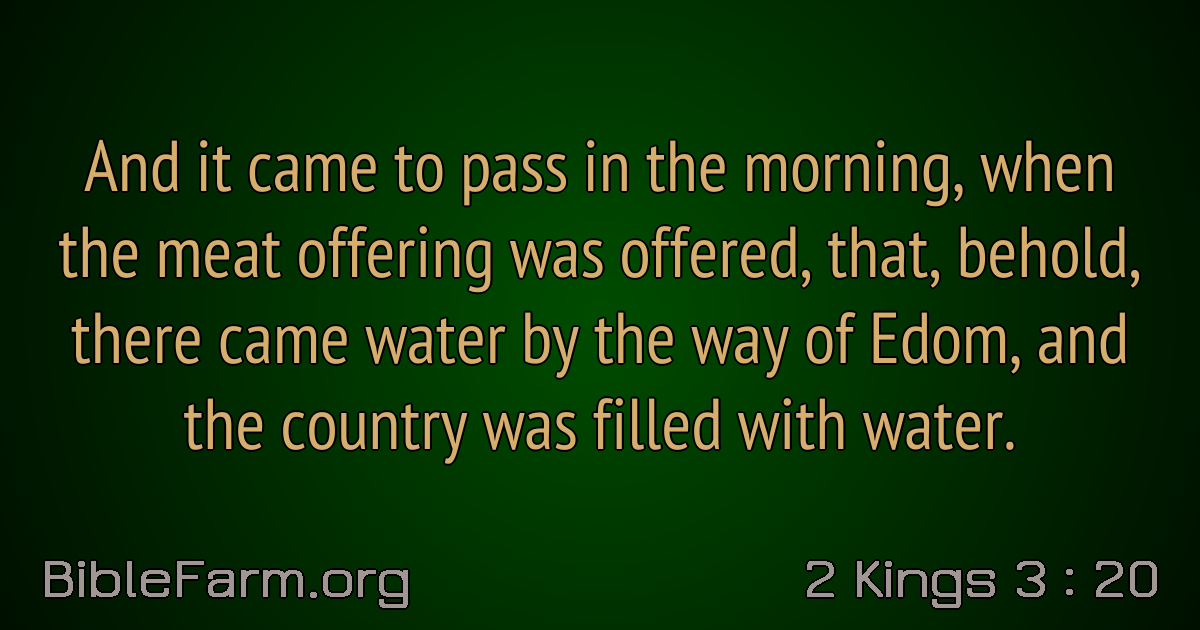 And it came to pass in the morning, when
the meat offering was offered, that, behold,
there came water by the way of Edom, and
the country was filled with water.
BibleFarm.org
2 Kings 3 : 20